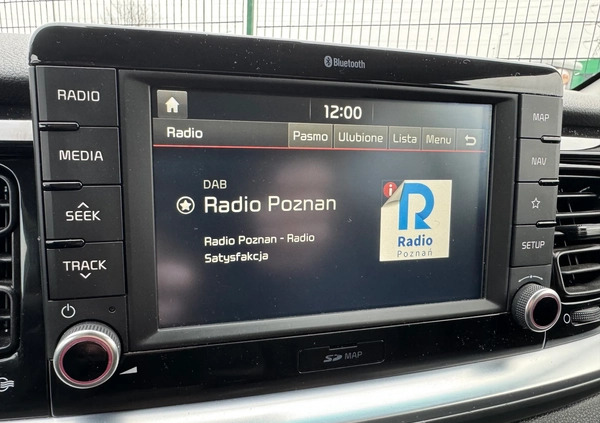 Bluetooth
RADIO
MEDIA
SEEK
TRACK
12:00
Radio Pasmo Ulubione Lista Menu
DAB
Radio Poznan
Radio Poznan - Radio
Satysfakcja
i
R
Radio
Poznań
MAP
NAV
SETUP
SD MAP